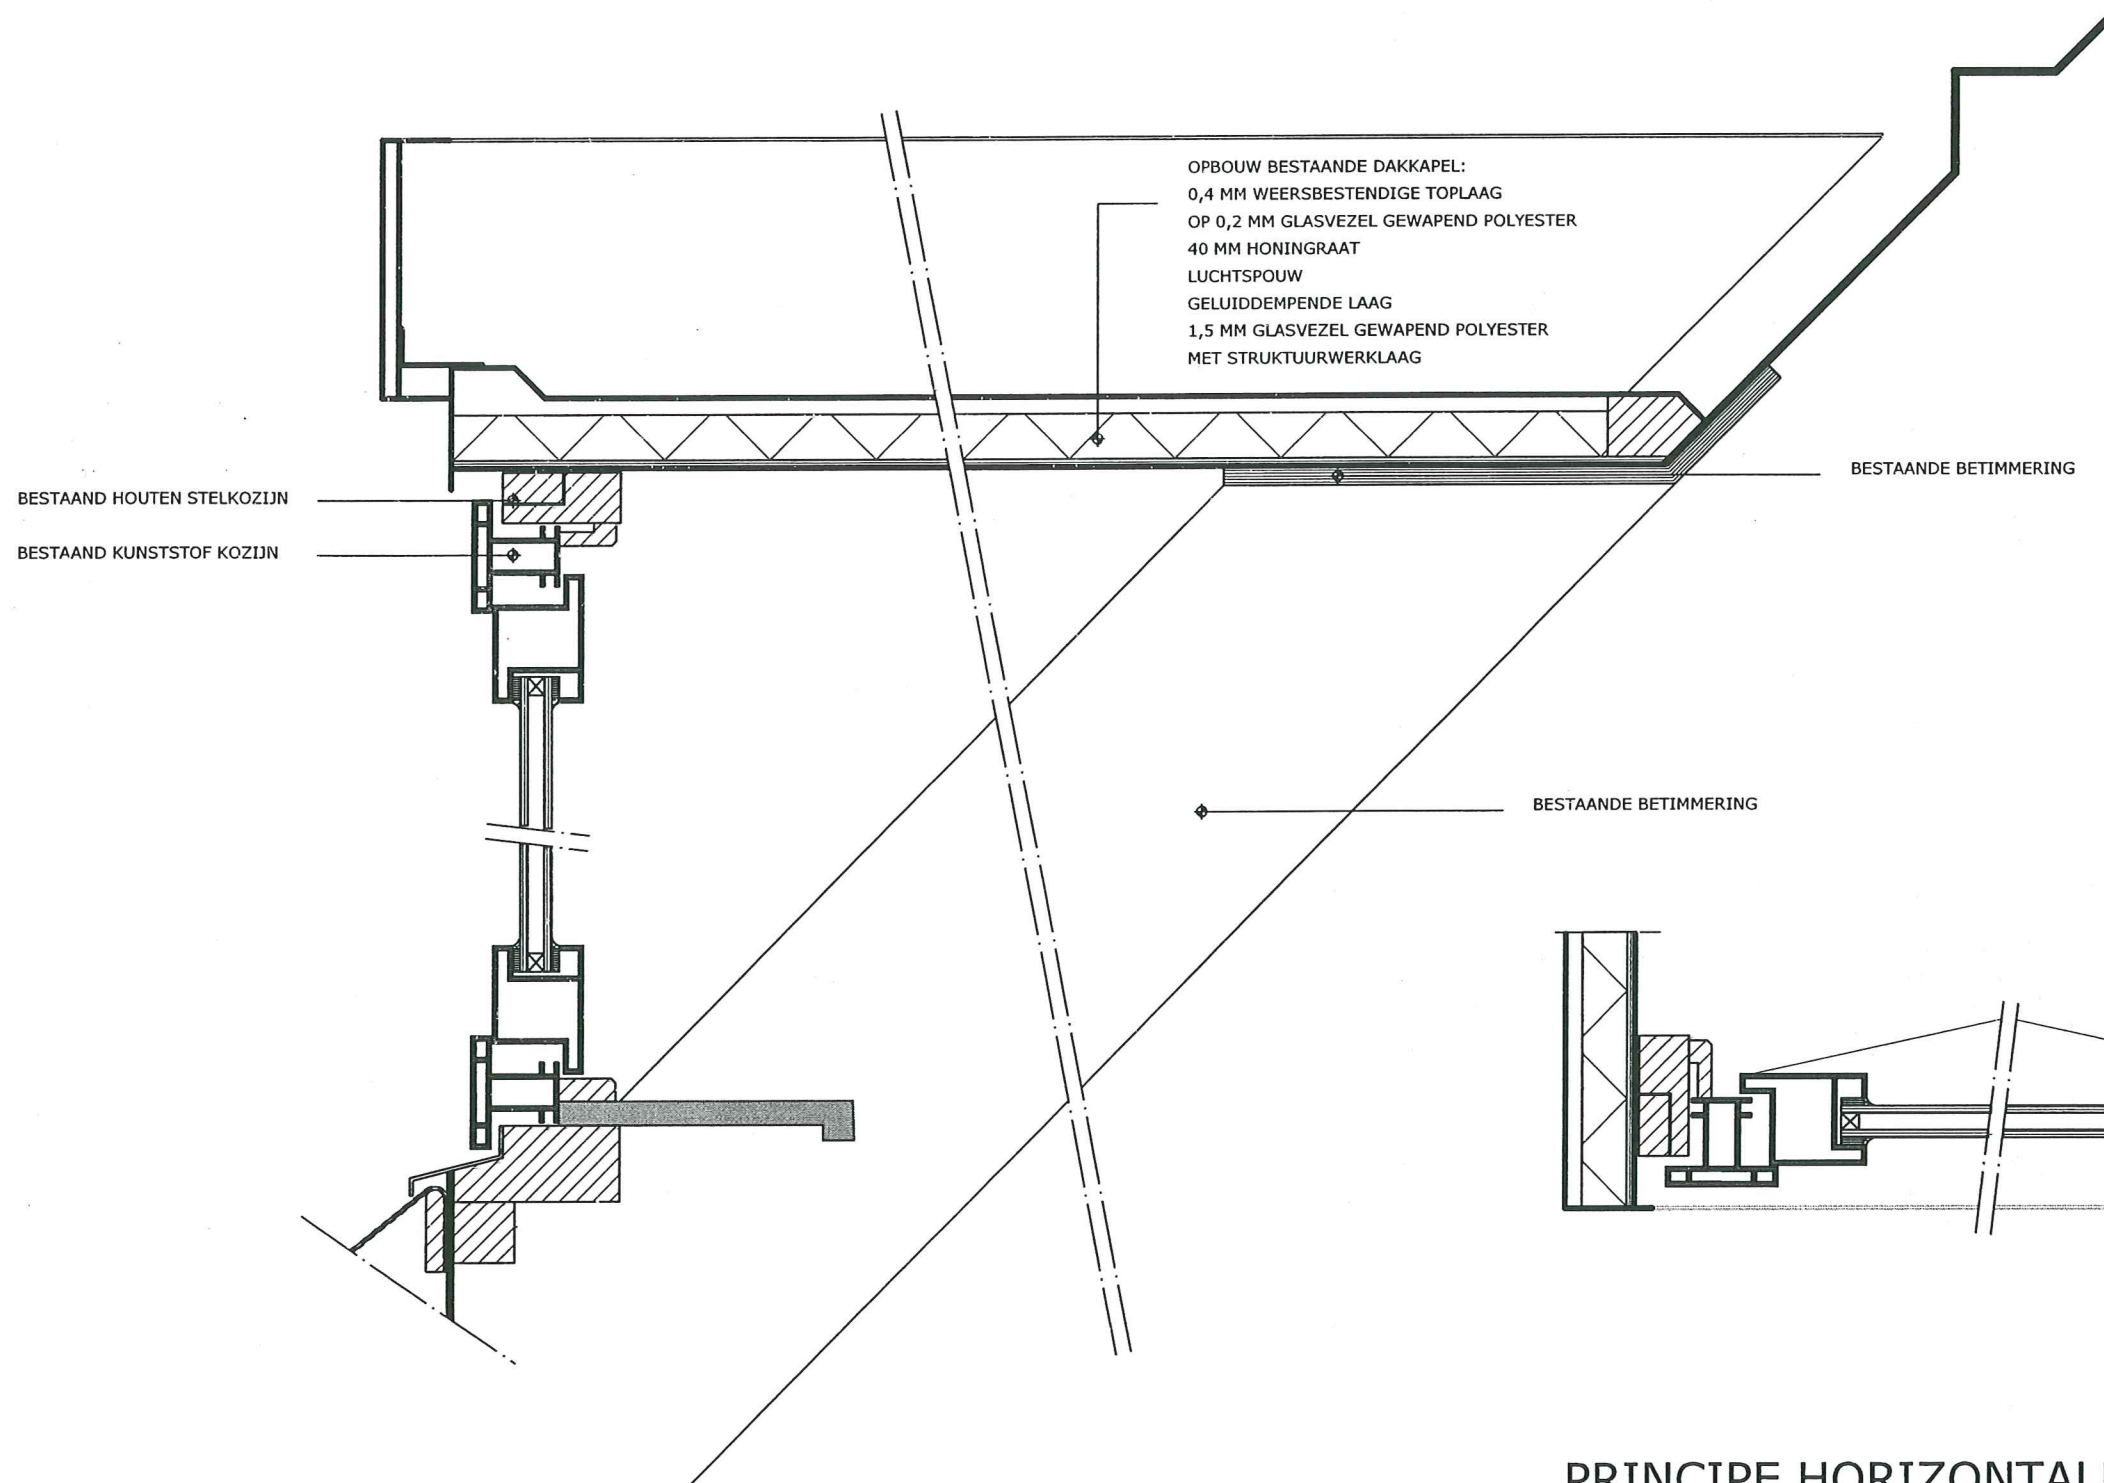 OPBOUW BESTAANDE DAKKAPEL:
0,4 MM WEERSBESTENDIGE TOPLAAG
OP 0,2 MM GLASVEZEL GEWAPEND POLYESTER
40 MM HONINGRAAT
LUCHTSPOUW
GELUIDDEMPENDE LAAG
1,5 MM GLASVEZEL GEWAPEND POLYESTER
MET STRUKTUURWERKLAAG
BESTAANDE BETIMMERING
BESTAAND HOUTEN STELKOZIJN
BESTAAND KUNSTSTOF KOZIJN
BESTAANDE BETIMMERING
PRINCIPE HORIZONTAL